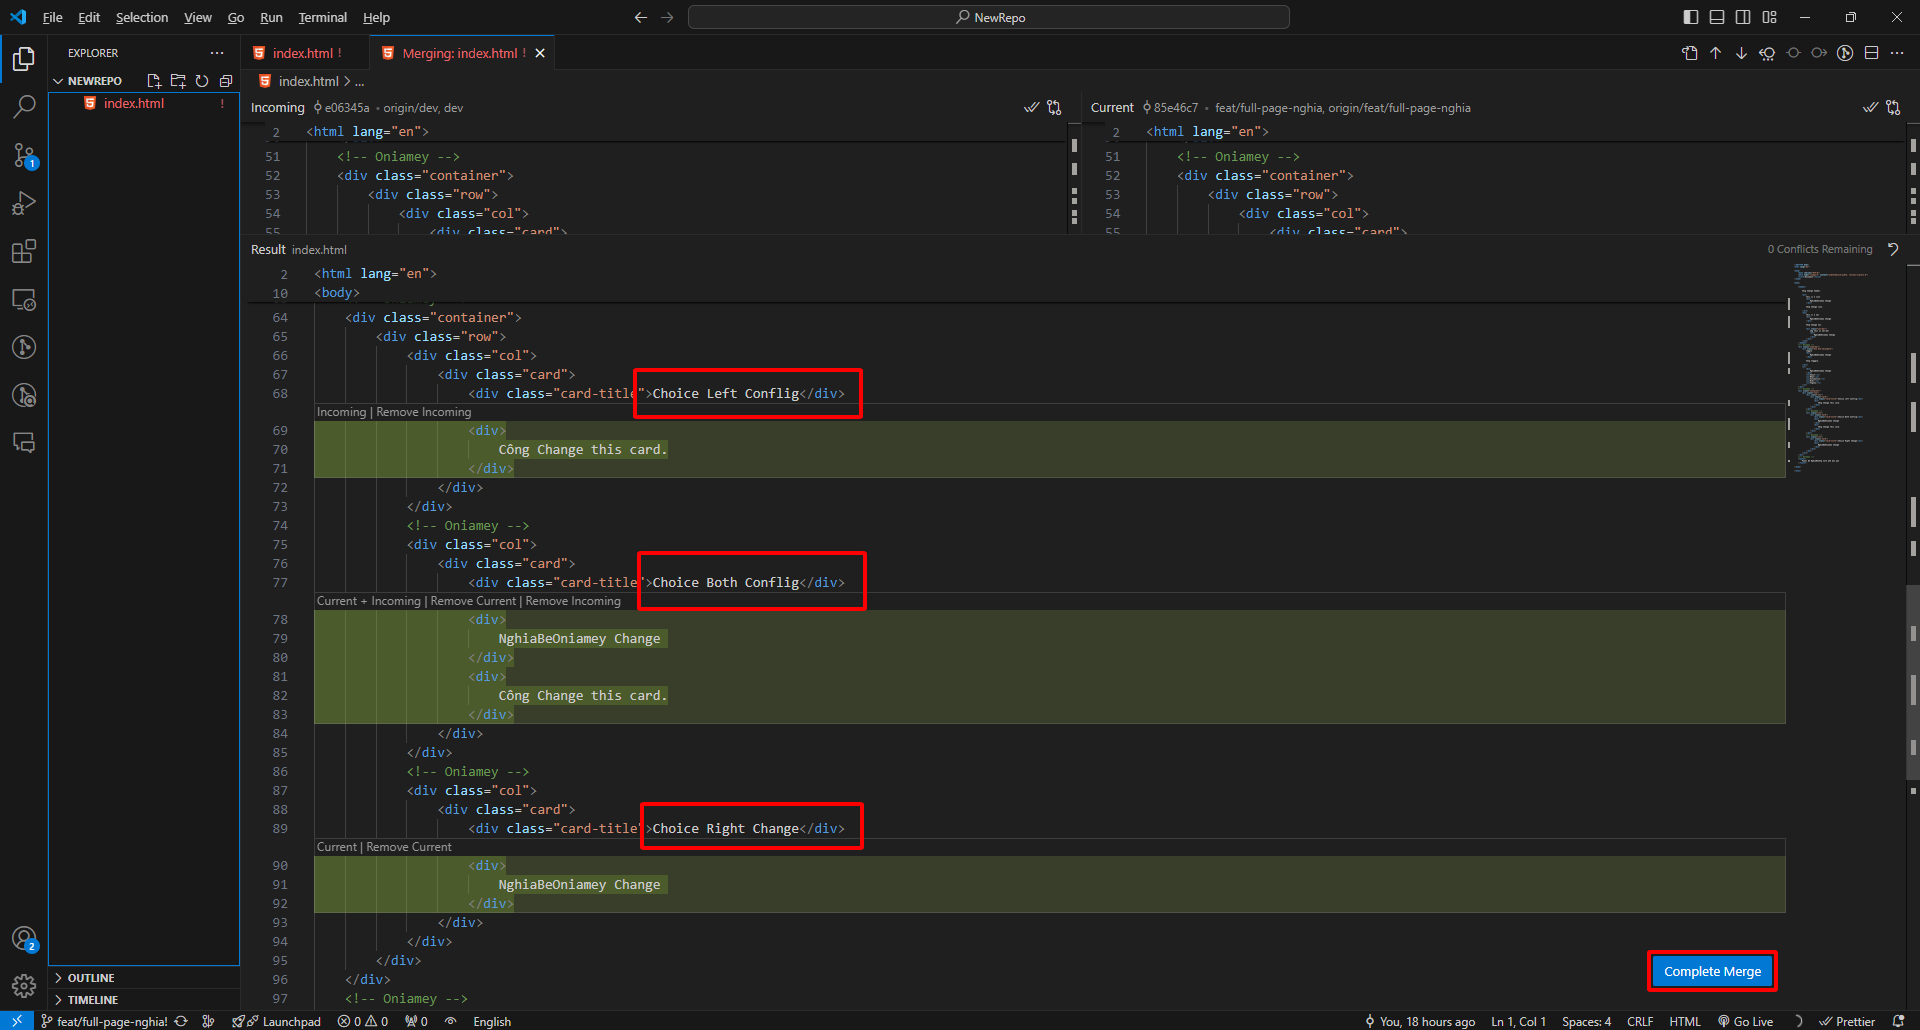 File Edit Selection View Go Run Terminal Help
NewRepo
EXPLORER
NEWREPO
index.html !
1
2
OUTLINE
TIMELINE
index.html !
Merging: index.html !
index.html > ...
Incoming e06345a • origin/dev, dev
2 <html lang="en">
51 <!-- Oniamey -->
52 <div class="container">
53 <div class="row">
54 <div class="col">
55 <div class="card">
Current 85e46c7 • feat/full-page-nghia, origin/feat/full-page-nghia
2 <html lang="en">
51 <!-- Oniamey -->
52 <div class="container">
53 <div class="row">
54 <div class="col">
55 <div class="card">
Result index.html
0 Conflicts Remaining
2 <html lang="en">
10 <body>
64 <div class="container">
65 <div class="row">
66 <div class="col">
67 <div class="card">
68 <div class="card-title">Choice Left Conflig</div>
Incoming | Remove Incoming
69 <div>
70 Công Change this card.
71 </div>
72 </div>
73 </div>
74 <!-- Oniamey -->
75 <div class="col">
76 <div class="card">
77 <div class="card-title">Choice Both Conflig</div>
Current + Incoming | Remove Current | Remove Incoming
78 <div>
79 NghiaBeOniamey Change
80 </div>
81 <div>
82 Công Change this card.
83 </div>
84 </div>
85 </div>
86 <!-- Oniamey -->
87 <div class="col">
88 <div class="card">
89 <div class="card-title">Choice Right Change</div>
Current | Remove Current
90 <div>
91 NghiaBeOniamey Change
92 </div>
93 </div>
94 </div>
95 </div>
96 </div>
97 <!-- Oniamey -->
Complete Merge
feat/full-page-nghia! Launchpad 0 0 0 English You, 18 hours ago Ln 1, Col 1 Spaces: 4 CRLF HTML Go Live Prettier